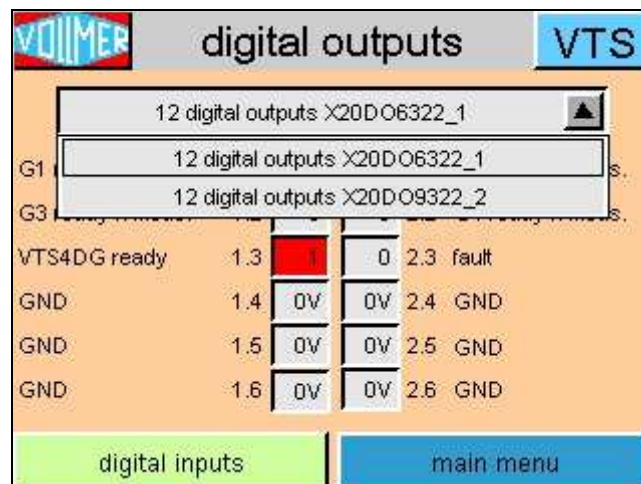 VOLLMER digital outputs VTS
12 digital outputs X20DO6322_1
12 digital outputs X20DO6322_1
12 digital outputs X20DO9322_2
G1 s.
G3
VTS4DG ready 1.3 1 0 2.3 fault
GND 1.4 0V 0V 2.4 GND
GND 1.5 0V 0V 2.5 GND
GND 1.6 0V 0V 2.6 GND
digital inputs main menu